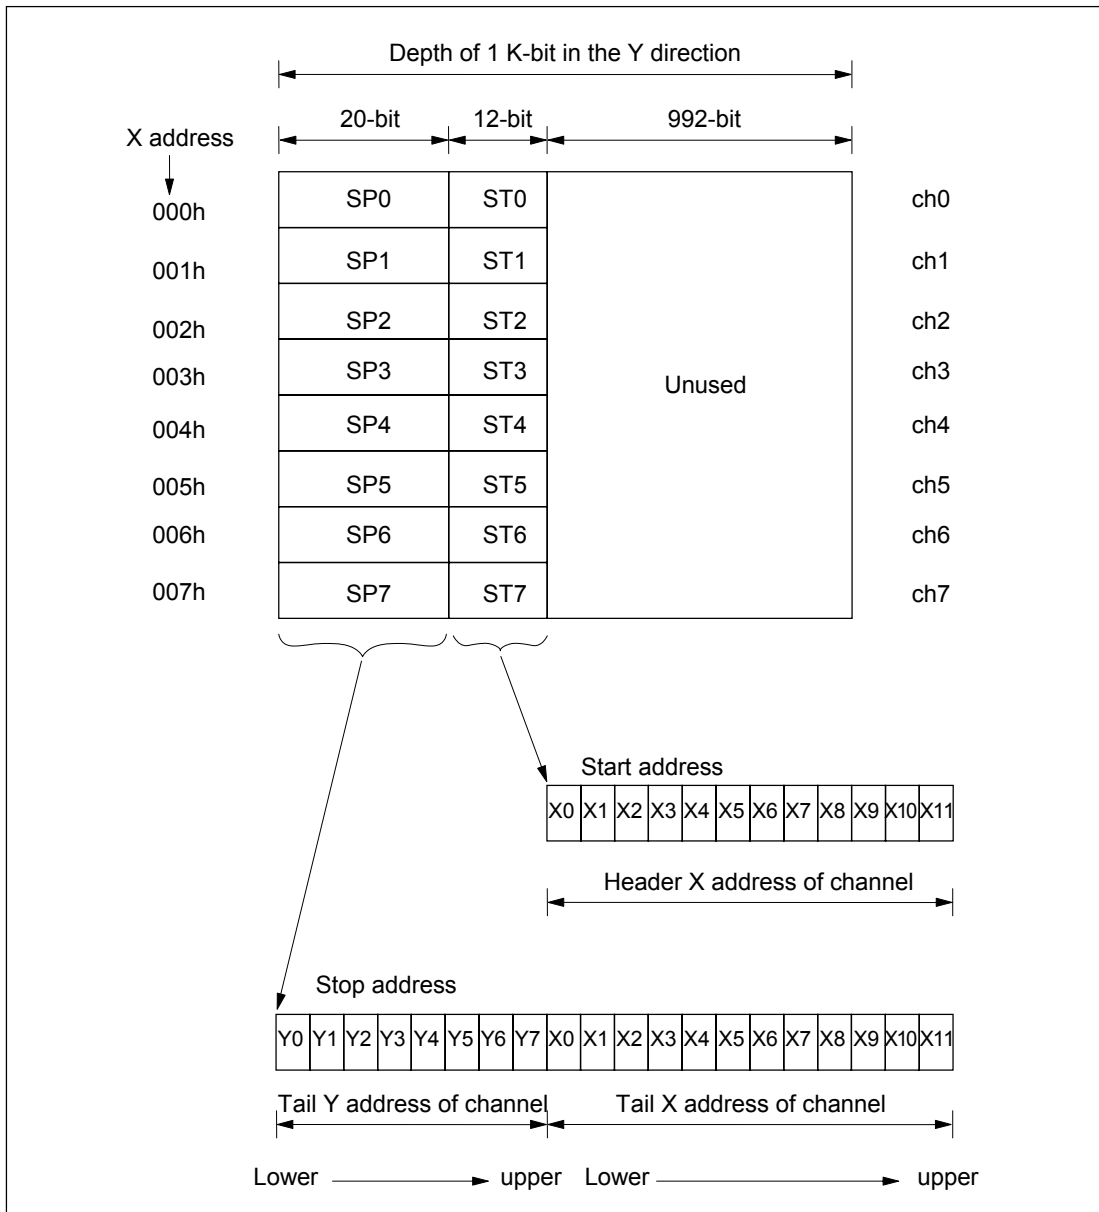 Depth of 1 K-bit in the Y direction
20-bit 12-bit 992-bit
X address
000h SP0 ST0 ch0
001h SP1 ST1 ch1
002h SP2 ST2 ch2
003h SP3 ST3 ch3
Unused
004h SP4 ST4 ch4
005h SP5 ST5 ch5
006h SP6 ST6 ch6
007h SP7 ST7 ch7
Start address
X0 X1 X2 X3 X4 X5 X6 X7 X8 X9 X10 X11
Header X address of channel
Stop address
Y0 Y1 Y2 Y3 Y4 Y5 Y6 Y7 X0 X1 X2 X3 X4 X5 X6 X7 X8 X9 X10 X11
Tail Y address of channel Tail X address of channel
Lower upper Lower upper